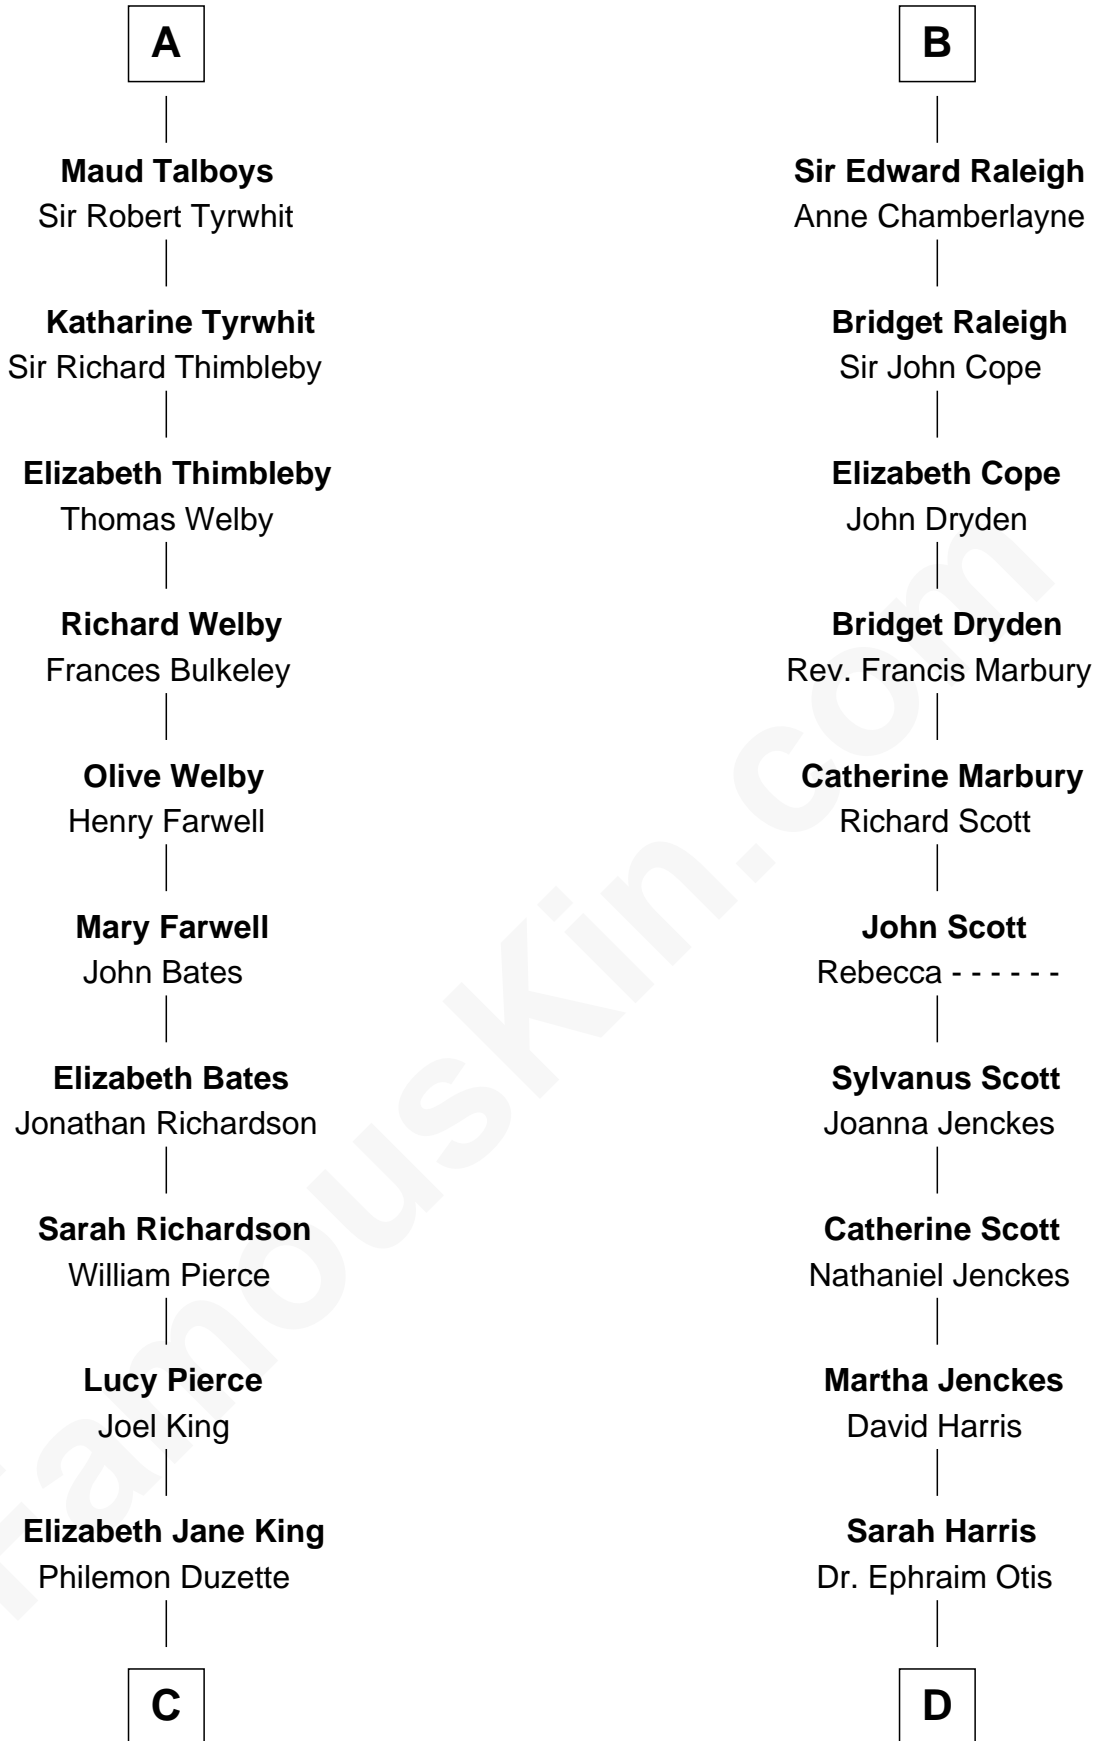 A
Maud Talboys
Sir Robert Tyrwhit
Katharine Tyrwhit
Sir Richard Thimbleby
Elizabeth Thimbleby
Thomas Welby
Richard Welby
Frances Bulkeley
Olive Welby
Henry Farwell
Mary Farwell
John Bates
Elizabeth Bates
Jonathan Richardson
Sarah Richardson
William Pierce
Lucy Pierce
Joel King
Elizabeth Jane King
Philemon Duzette
C
B
Sir Edward Raleigh
Anne Chamberlayne
Bridget Raleigh
Sir John Cope
Elizabeth Cope
John Dryden
Bridget Dryden
Rev. Francis Marbury
Catherine Marbury
Richard Scott
John Scott
Rebecca - - - - - -
Sylvanus Scott
Joanna Jenckes
Catherine Scott
Nathaniel Jenckes
Martha Jenckes
David Harris
Sarah Harris
Dr. Ephraim Otis
D
FamousKin.com